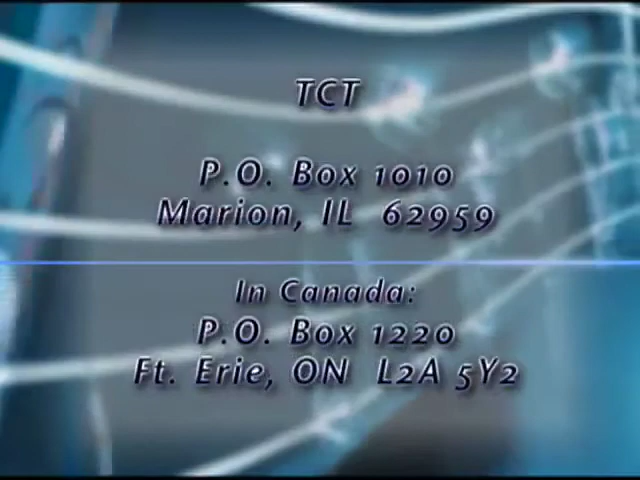 TCT
P.O. Box 1010
Marion, IL 62959
In Canada:
P.O. Box 1220
Ft. Erie, ON L2A 5Y2